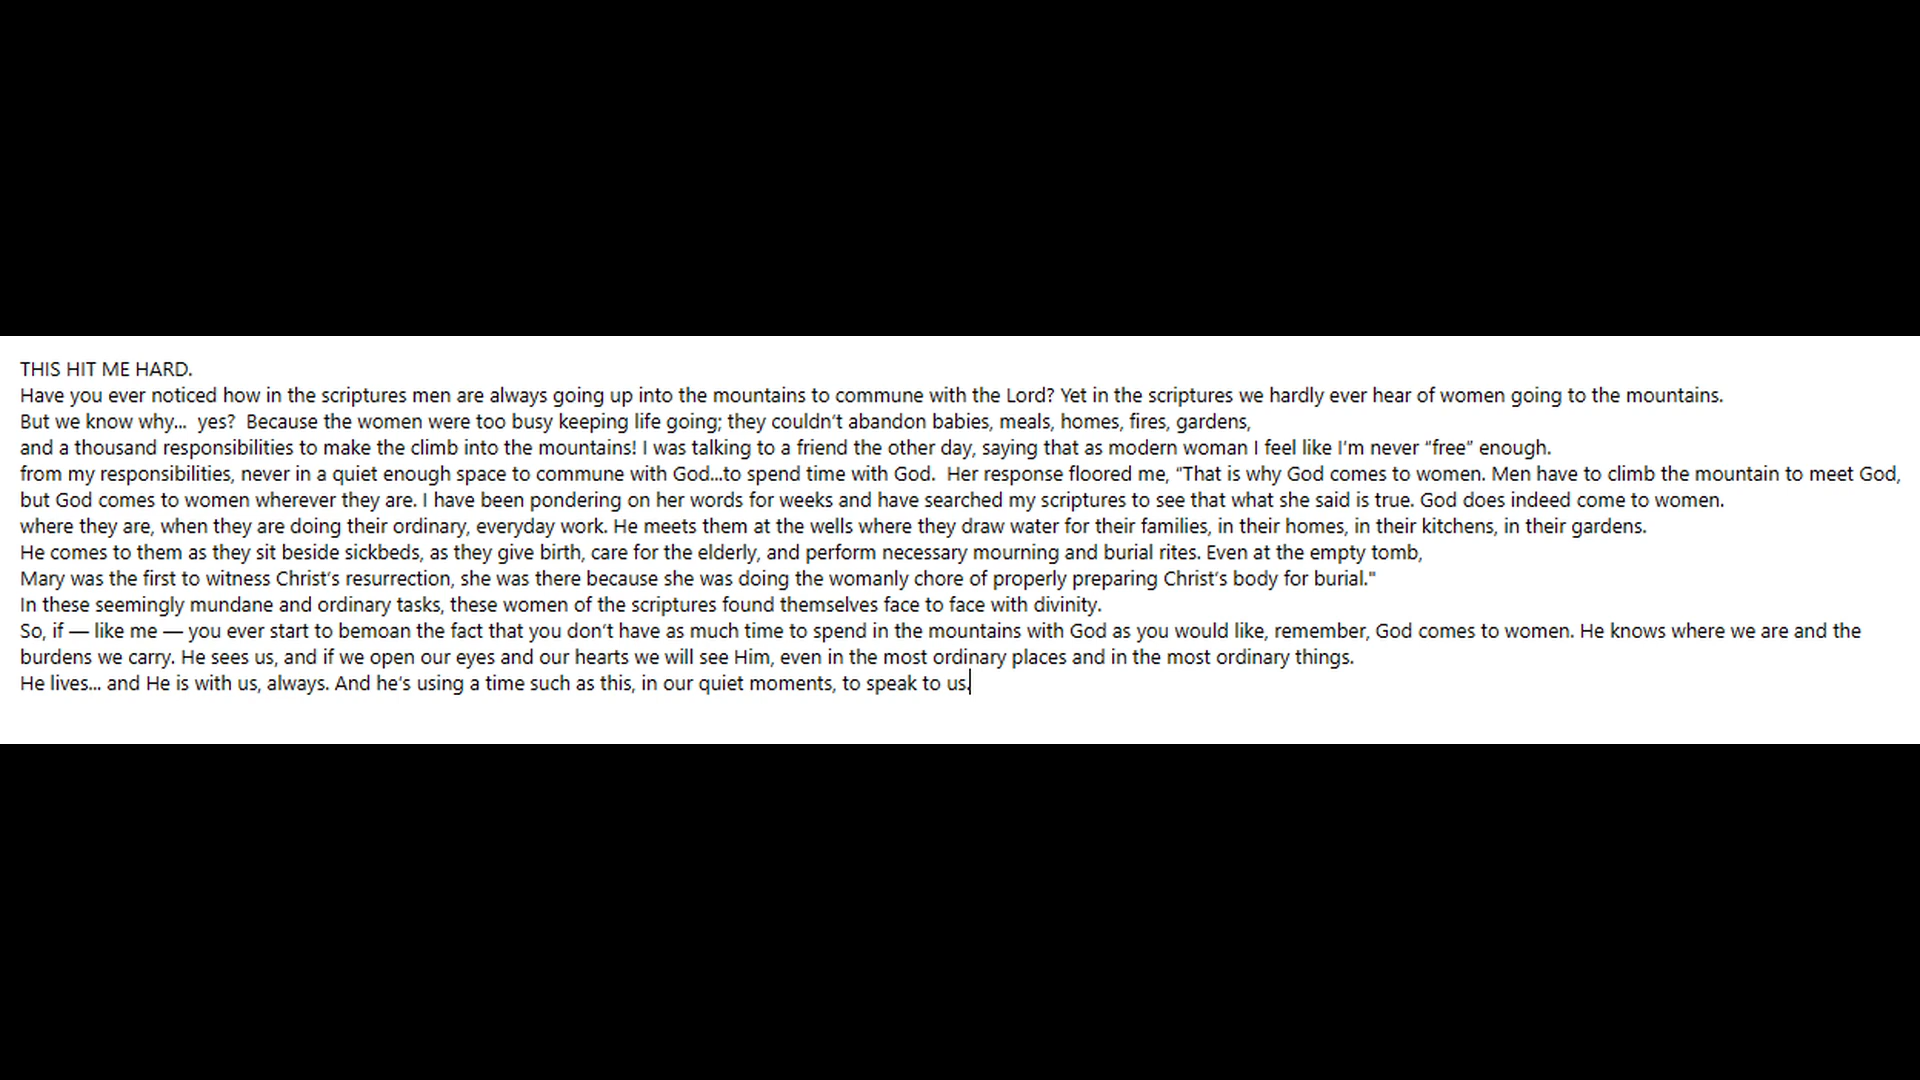 THIS HIT ME HARD.
Have you ever noticed how in the scriptures men are always going up into the mountains to commune with the Lord? Yet in the scriptures we hardly ever hear of women going to the mountains.
But we know why...  yes?  Because the women were too busy keeping life going; they couldn't abandon babies, meals, homes, fires, gardens,
and a thousand responsibilities to make the climb into the mountains! I was talking to a friend the other day, saying that as modern woman I feel like I'm never "free" enough.
from my responsibilities, never in a quiet enough space to commune with God...to spend time with God.  Her response floored me, "That is why God comes to women. Men have to climb the mountain to meet God,
but God comes to women wherever they are. I have been pondering on her words for weeks and have searched my scriptures to see that what she said is true. God does indeed come to women.
where they are, when they are doing their ordinary, everyday work. He meets them at the wells where they draw water for their families, in their homes, in their kitchens, in their gardens.
He comes to them as they sit beside sickbeds, as they give birth, care for the elderly, and perform necessary mourning and burial rites. Even at the empty tomb,
Mary was the first to witness Christ's resurrection, she was there because she was doing the womanly chore of properly preparing Christ's body for burial."
In these seemingly mundane and ordinary tasks, these women of the scriptures found themselves face to face with divinity.
So, if — like me — you ever start to bemoan the fact that you don't have as much time to spend in the mountains with God as you would like, remember, God comes to women. He knows where we are and the
burdens we carry. He sees us, and if we open our eyes and our hearts we will see Him, even in the most ordinary places and in the most ordinary things.
He lives... and He is with us, always. And he's using a time such as this, in our quiet moments, to speak to us.